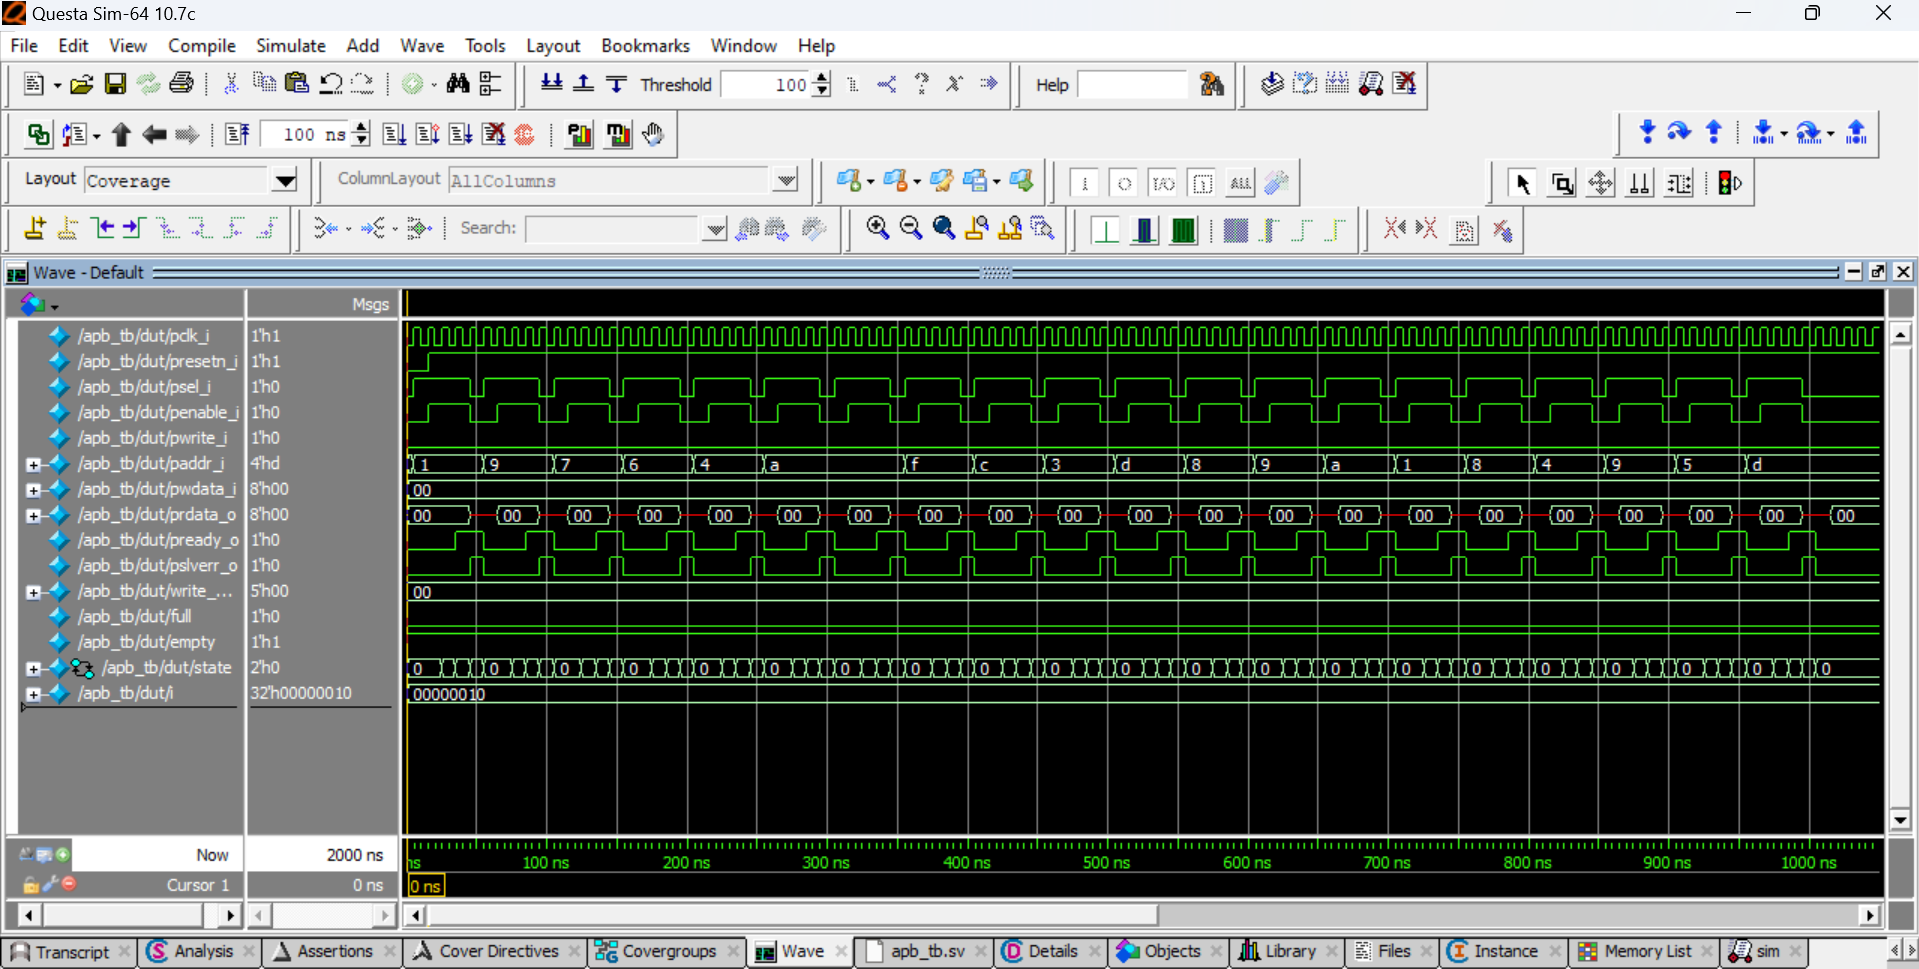 Questa Sim-64 10.7c
File Edit View Compile Simulate Add Wave Tools Layout Bookmarks Window Help
Threshold 100 Help
100 ns
Layout Coverage ColumnLayout AllColumns
Search:
Wave - Default
Msgs
/apb_tb/dut/pclk_i 1'h1
/apb_tb/dut/presetn_i 1'h1
/apb_tb/dut/psel_i 1'h0
/apb_tb/dut/penable_i 1'h0
/apb_tb/dut/pwrite_i 1'h0
/apb_tb/dut/paddr_i 4'hd 1 9 7 6 4 a f c 3 d 8 9 a 1 8 4 9 5 d
/apb_tb/dut/pwdata_i 8'h00 00
/apb_tb/dut/prdata_o 8'h00 00 00 00 00 00 00 00 00 00 00 00 00 00 00 00 00 00 00 00 00 00
/apb_tb/dut/pready_o 1'h0
/apb_tb/dut/pslverr_o 1'h0
/apb_tb/dut/write_... 5'h00 00
/apb_tb/dut/full 1'h0
/apb_tb/dut/empty 1'h1
/apb_tb/dut/state 2'h0 0 0 0 0 0 0 0 0 0 0 0 0 0 0 0 0 0 0 0 0 0
/apb_tb/dut/i 32'h00000010 00000010
Now 2000 ns ns 100 ns 200 ns 300 ns 400 ns 500 ns 600 ns 700 ns 800 ns 900 ns 1000 ns
Cursor 1 0 ns 0 ns
Transcript Analysis Assertions Cover Directives Covergroups Wave apb_tb.sv Details Objects Library Files Instance Memory List sim